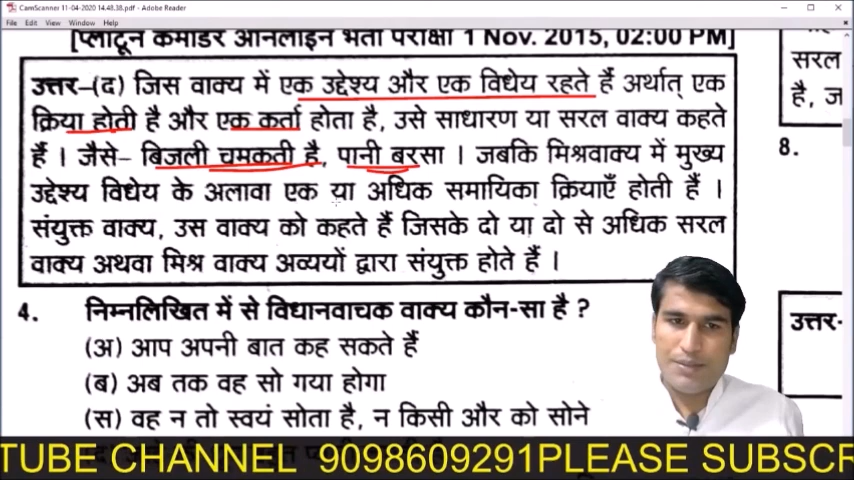 CamScanner 11-04-2020 14.48.38.pdf - Adobe Reader
File Edit View Window Help
[प्लाटून कमांडर ऑनलाइन भर्ती परीक्षा 1 Nov. 2015, 02:00 PM]
उत्तर–(द) जिस वाक्य में एक उद्देश्य और एक विधेय रहते हैं अर्थात् एक
क्रिया होती है और एक कर्ता होता है, उसे साधारण या सरल वाक्य कहते
हैं । जैसे– बिजली चमकती है, पानी बरसा । जबकि मिश्रवाक्य में मुख्य
उद्देश्य विधेय के अलावा एक या अधिक समायिका क्रियाएँ होती हैं ।
संयुक्त वाक्य, उस वाक्य को कहते हैं जिसके दो या दो से अधिक सरल
वाक्य अथवा मिश्र वाक्य अव्ययों द्वारा संयुक्त होते हैं ।
4. निम्नलिखित में से विधानवाचक वाक्य कौन-सा है ?
(अ) आप अपनी बात कह सकते हैं
(ब) अब तक वह सो गया होगा
(स) वह न तो स्वयं सोता है, न किसी और को सोने
सरल
है, ज
8.
उत्तर-
TUBE CHANNEL 9098609291PLEASE SUBSCR